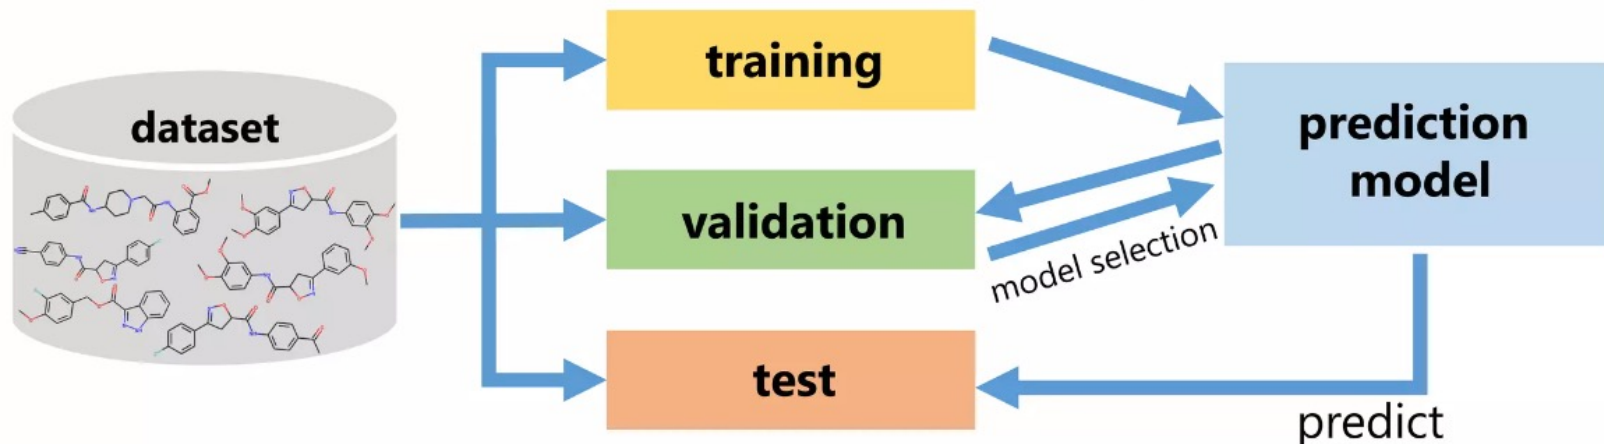 dataset
training
validation
test
prediction
model
model selection
predict